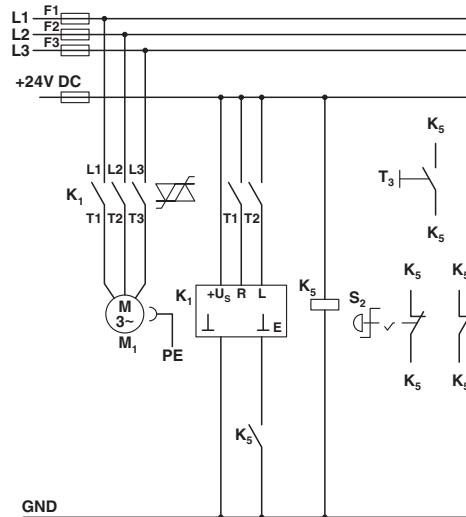 L1 F1
L2 F2
L3 F3
+24V DC
K5
L1 L2 L3
T3
K1
T1 T2 T3
T1 T2
K5
K1 +US R L
K5
S2
K5 K5
M
3~
E
M1
PE
K5 K5
K5
GND